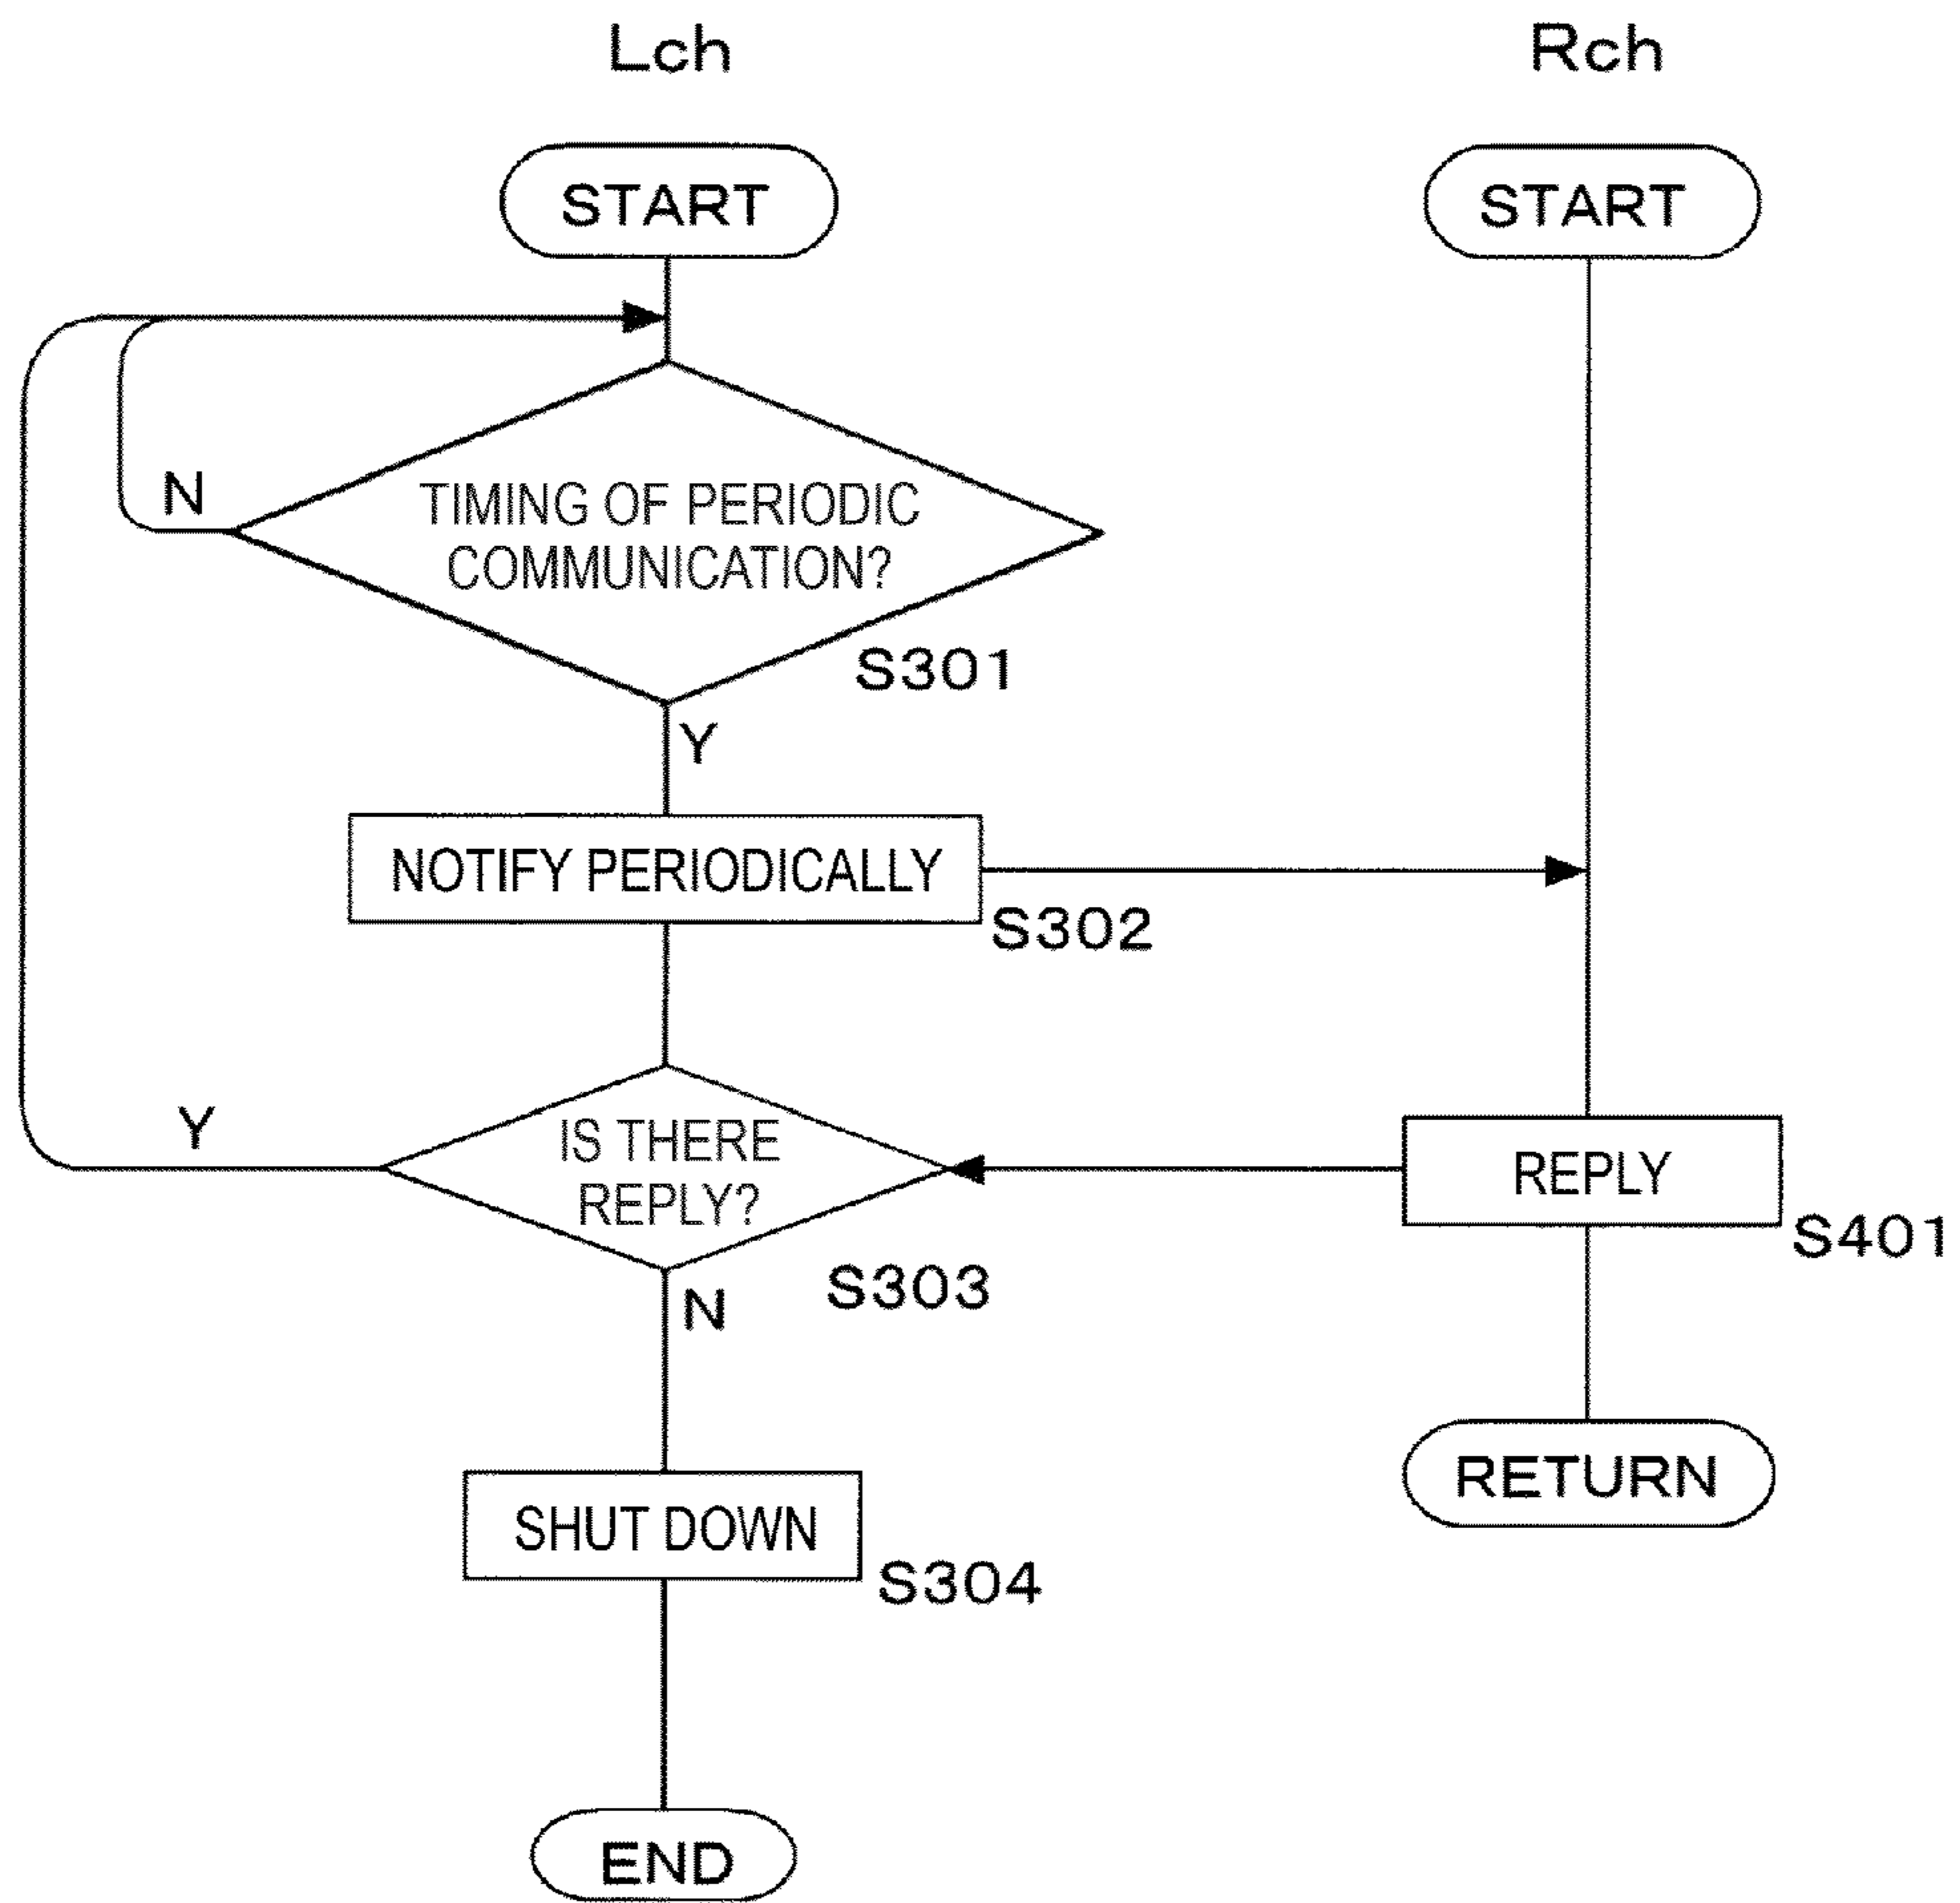 Lch
Rch
START
START
N
TIMING OF PERIODIC
COMMUNICATION?
S301
Y
NOTIFY PERIODICALLY
S302
Y
IS THERE
REPLY?
REPLY
S401
S303
N
RETURN
SHUT DOWN
S304
END